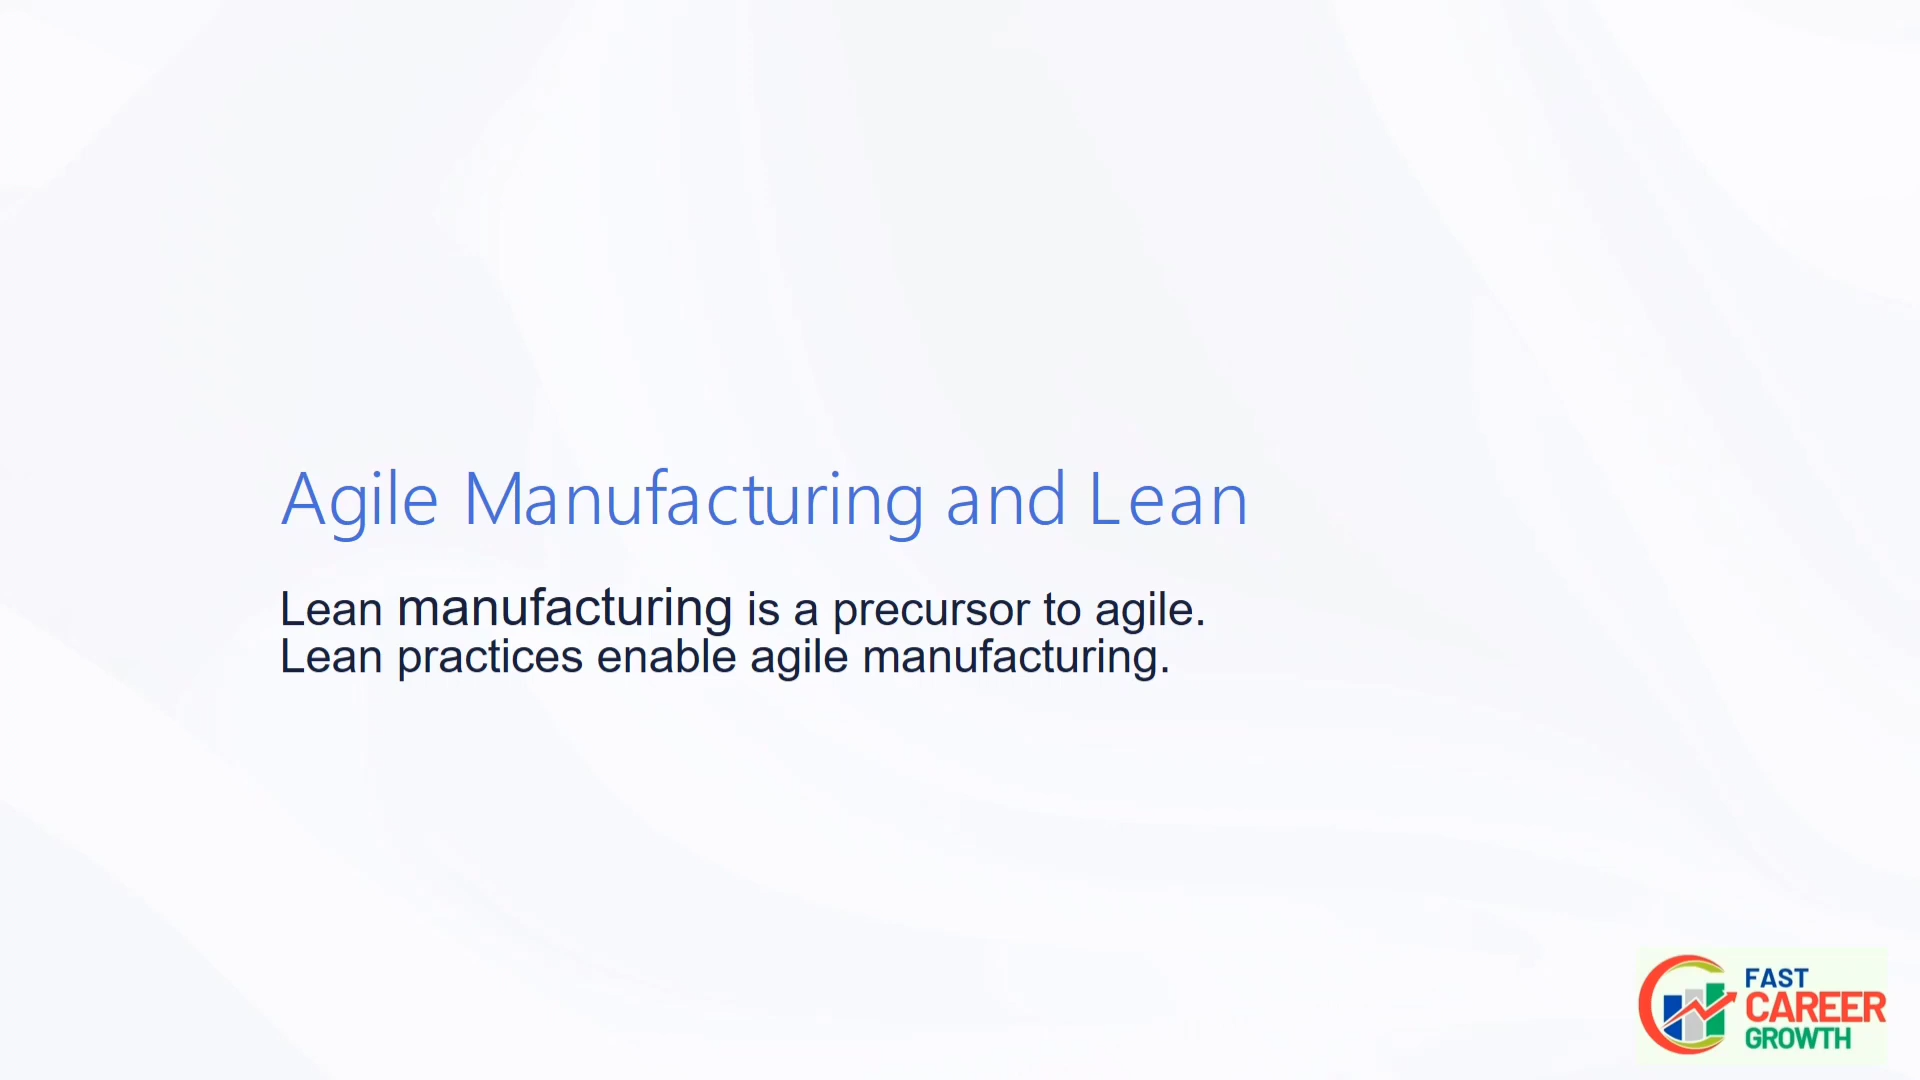 Agile Manufacturing and Lean
Lean manufacturing is a precursor to agile.
Lean practices enable agile manufacturing.
FAST
CAREER
GROWTH